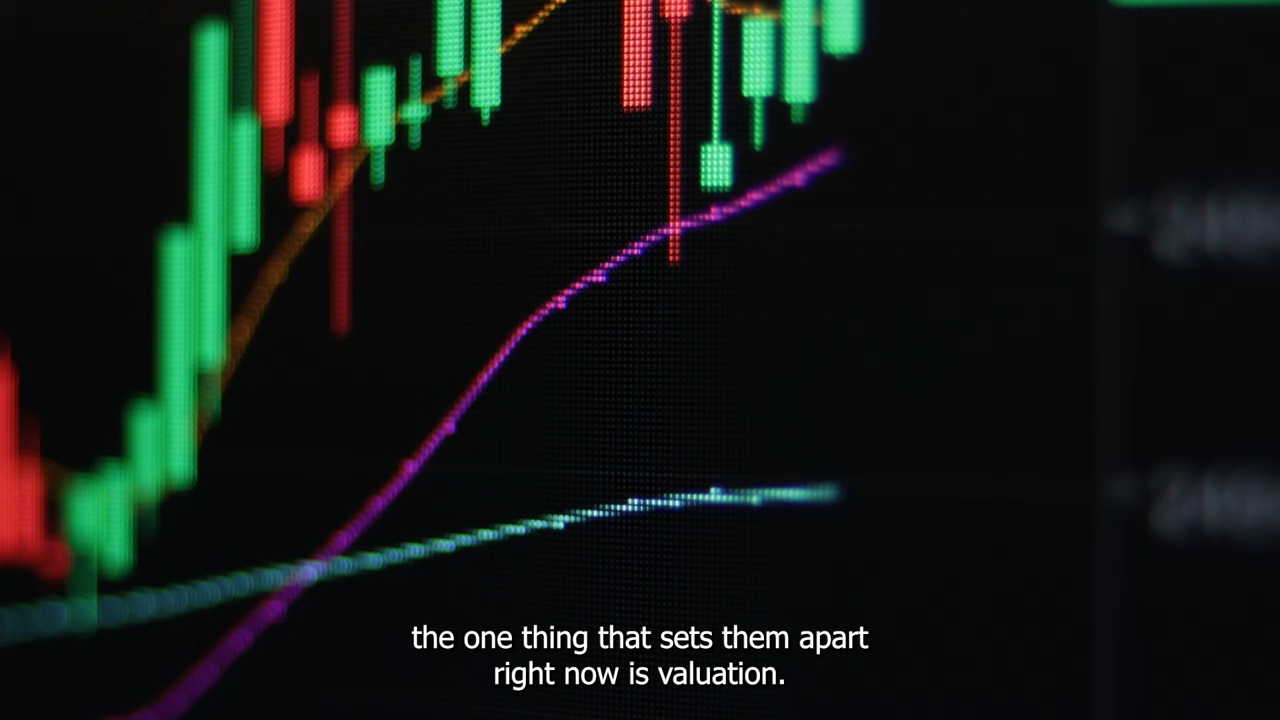 the one thing that sets them apart
right now is valuation.